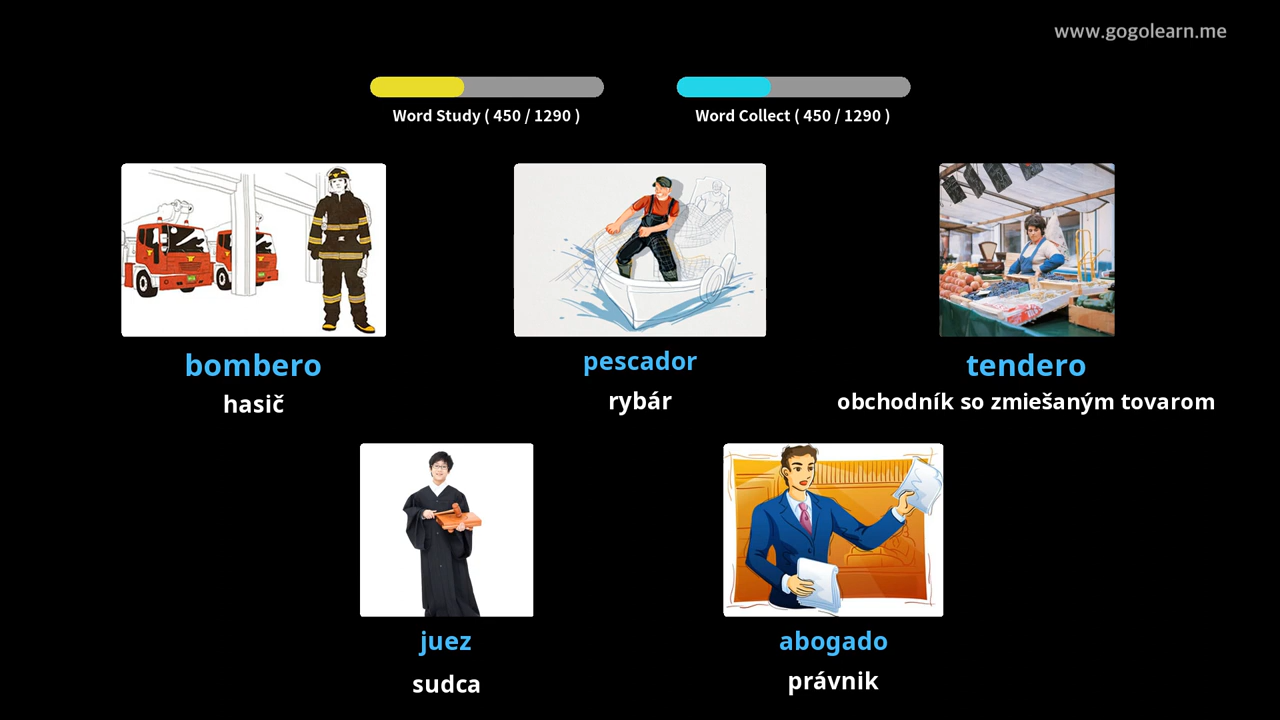 www.gogolearn.me
Word Study ( 450 / 1290 )
Word Collect ( 450 / 1290 )
bombero
hasič
pescador
rybár
tendero
obchodník so zmiešaným tovarom
juez
sudca
abogado
právnik